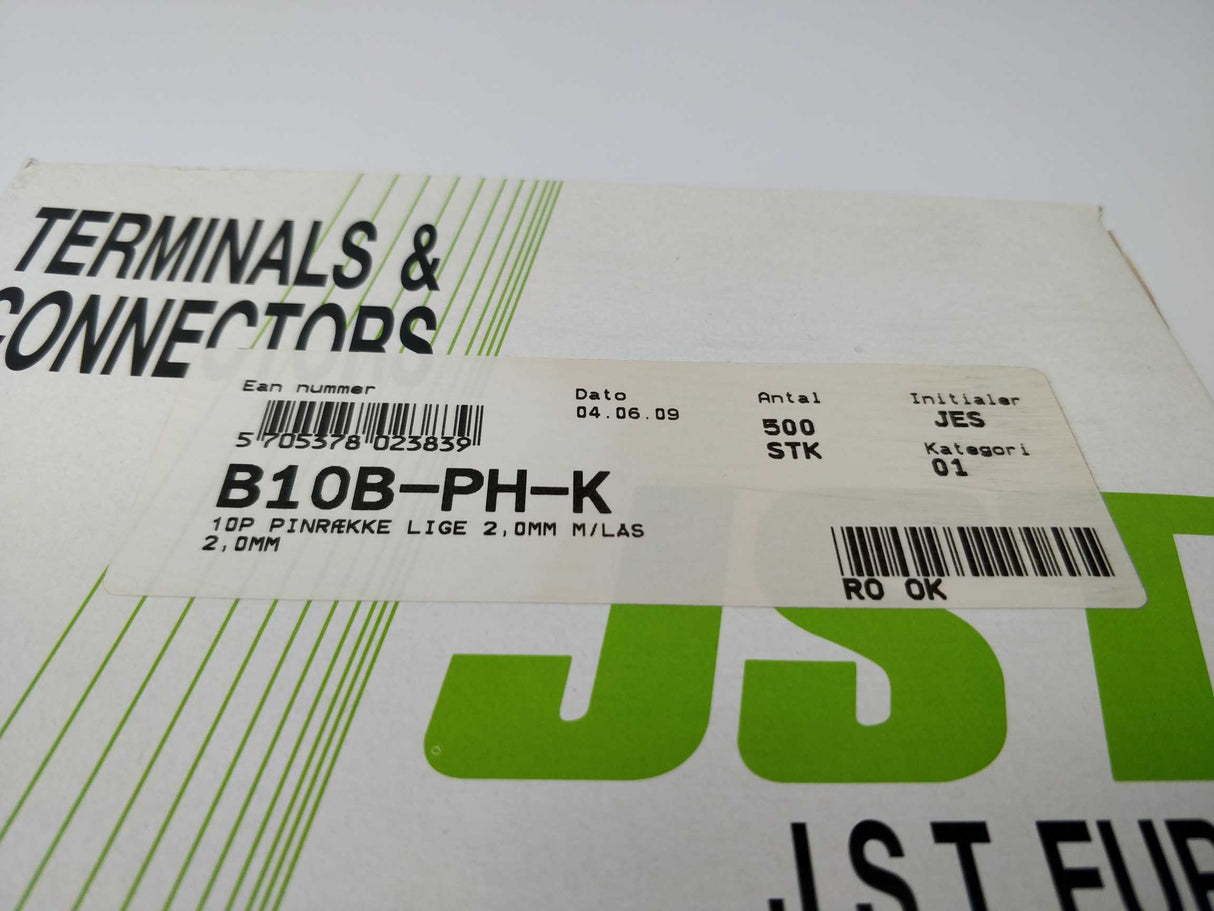 TERMINALS &
CONNECTORS
Ean nummer
5 705378 023839
Dato
04.06.09
Antal
500
STK
Initialer
JES
Kategori
01
B10B-PH-K
10P PINRÆKKE LIGE 2,0MM M/LAS
2,0MM
RO OK
JST
J.S.T EUR